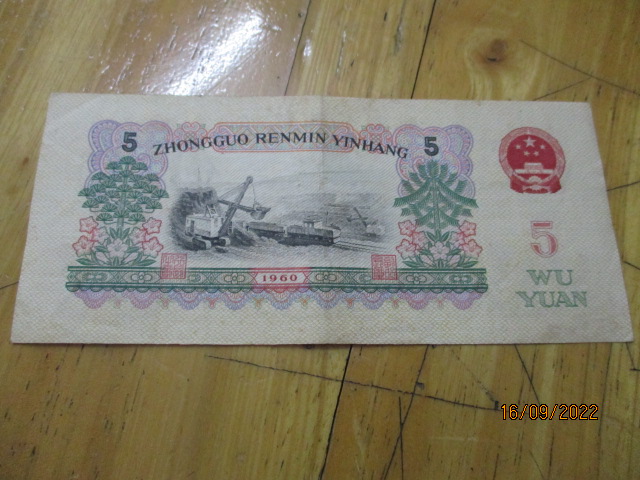 5 ZHONGGUO RENMIN YINHANG 5
5
WU
YUAN
1960
16/09/2022